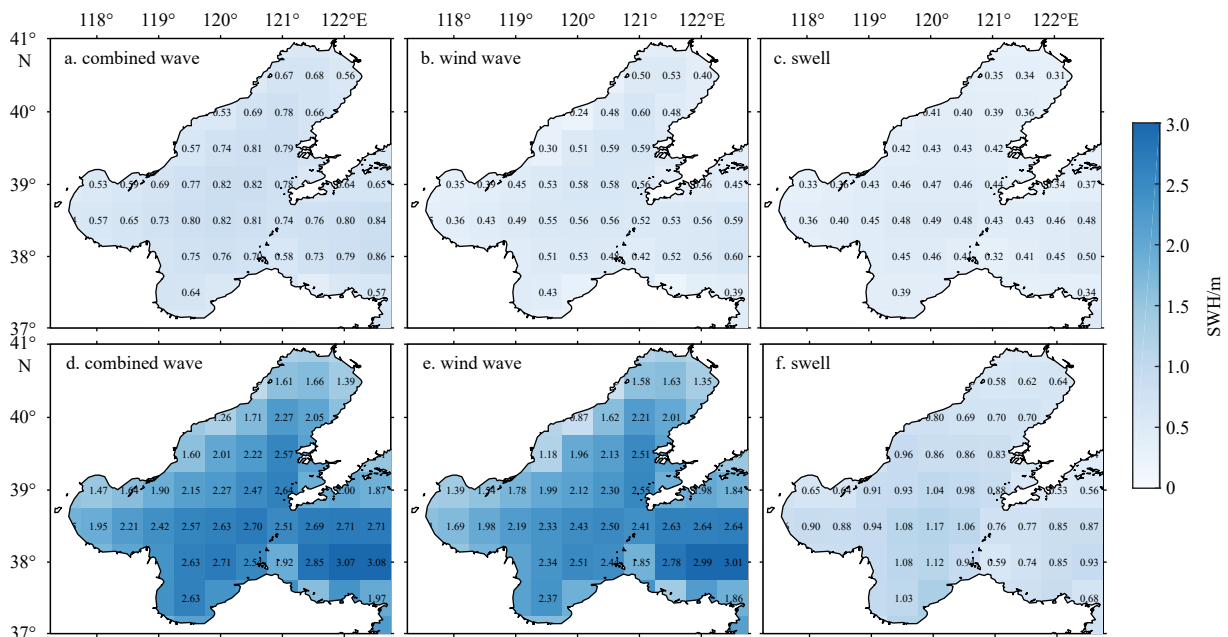 118° 119° 120° 121° 122°E 118° 119° 120° 121° 122°E 118° 119° 120° 121° 122°E
41°
N
a. combined wave b. wind wave c. swell
0.67 0.68 0.56 0.50 0.53 0.40 0.35 0.34 0.31
40° 0.53 0.69 0.78 0.66 0.24 0.48 0.60 0.48 0.41 0.40 0.39 0.36
0.57 0.74 0.81 0.79 0.30 0.51 0.59 0.59 0.42 0.43 0.43 0.42
39° 0.53 0.59 0.69 0.77 0.82 0.82 0.78 0.64 0.65 0.35 0.39 0.45 0.53 0.58 0.58 0.56 0.46 0.45 0.33 0.36 0.43 0.46 0.47 0.46 0.44 0.34 0.37
0.57 0.65 0.73 0.80 0.82 0.81 0.74 0.76 0.80 0.84 0.36 0.43 0.49 0.55 0.56 0.56 0.52 0.53 0.56 0.59 0.36 0.40 0.45 0.48 0.49 0.48 0.43 0.43 0.46 0.48
38° 0.75 0.76 0.58 0.73 0.79 0.86 0.51 0.53 0.42 0.52 0.56 0.60 0.45 0.46 0.32 0.41 0.45 0.50
0.64 0.57 0.43 0.39 0.39 0.34
37°
41°
N
d. combined wave e. wind wave f. swell
1.61 1.66 1.39 1.58 1.63 1.35 0.58 0.62 0.64
40° 1.26 1.71 2.27 2.05 0.87 1.62 2.21 2.01 0.80 0.69 0.70 0.70
1.60 2.01 2.22 2.57 1.18 1.96 2.13 2.51 0.96 0.86 0.86 0.83
39° 1.47 1.64 1.90 2.15 2.27 2.47 2.64 2.00 1.87 1.39 1.54 1.78 1.99 2.12 2.30 1.98 1.84 0.65 0.64 0.91 0.93 1.04 0.98 0.88 0.53 0.56
1.95 2.21 2.42 2.57 2.63 2.70 2.51 2.69 2.71 2.71 1.69 1.98 2.19 2.33 2.43 2.50 2.41 2.63 2.64 2.64 0.90 0.88 0.94 1.08 1.17 1.06 0.76 0.77 0.85 0.87
38° 2.63 2.71 1.92 2.85 3.07 3.08 2.34 2.51 1.85 2.78 2.99 3.01 1.08 1.12 0.59 0.74 0.85 0.93
2.63 1.97 2.37 1.86 1.03 0.68
37°
3.0
2.5
2.0
1.5
1.0
0.5
0
SWH/m